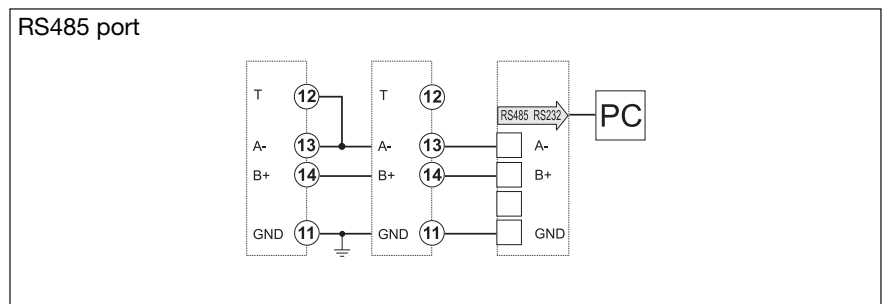 RS485 port
T 12 T 12
RS485 RS232 PC
A- 13 A- 13 A-
B+ 14 B+ 14 B+
GND 11 GND 11 GND